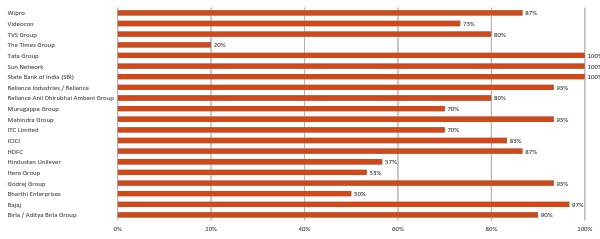 Wipro 87%
Videocon 73%
TVS Group 80%
The Times Group 20%
Tata Group 100%
Sun Network 100%
State Bank of India (SBI) 100%
Reliance Industries / Reliance 93%
Reliance Anil Dhirubhai Ambani Group 80%
Murugappa Group 70%
Mahindra Group 93%
ITC Limited 70%
ICICI 83%
HDFC 87%
Hindustan Unilever 57%
Hero Group 53%
Godrej Group 93%
Bharthi Enterprises 50%
Bajaj 97%
Birla / Aditya Birla Group 90%
0% 20% 40% 60% 80% 100%